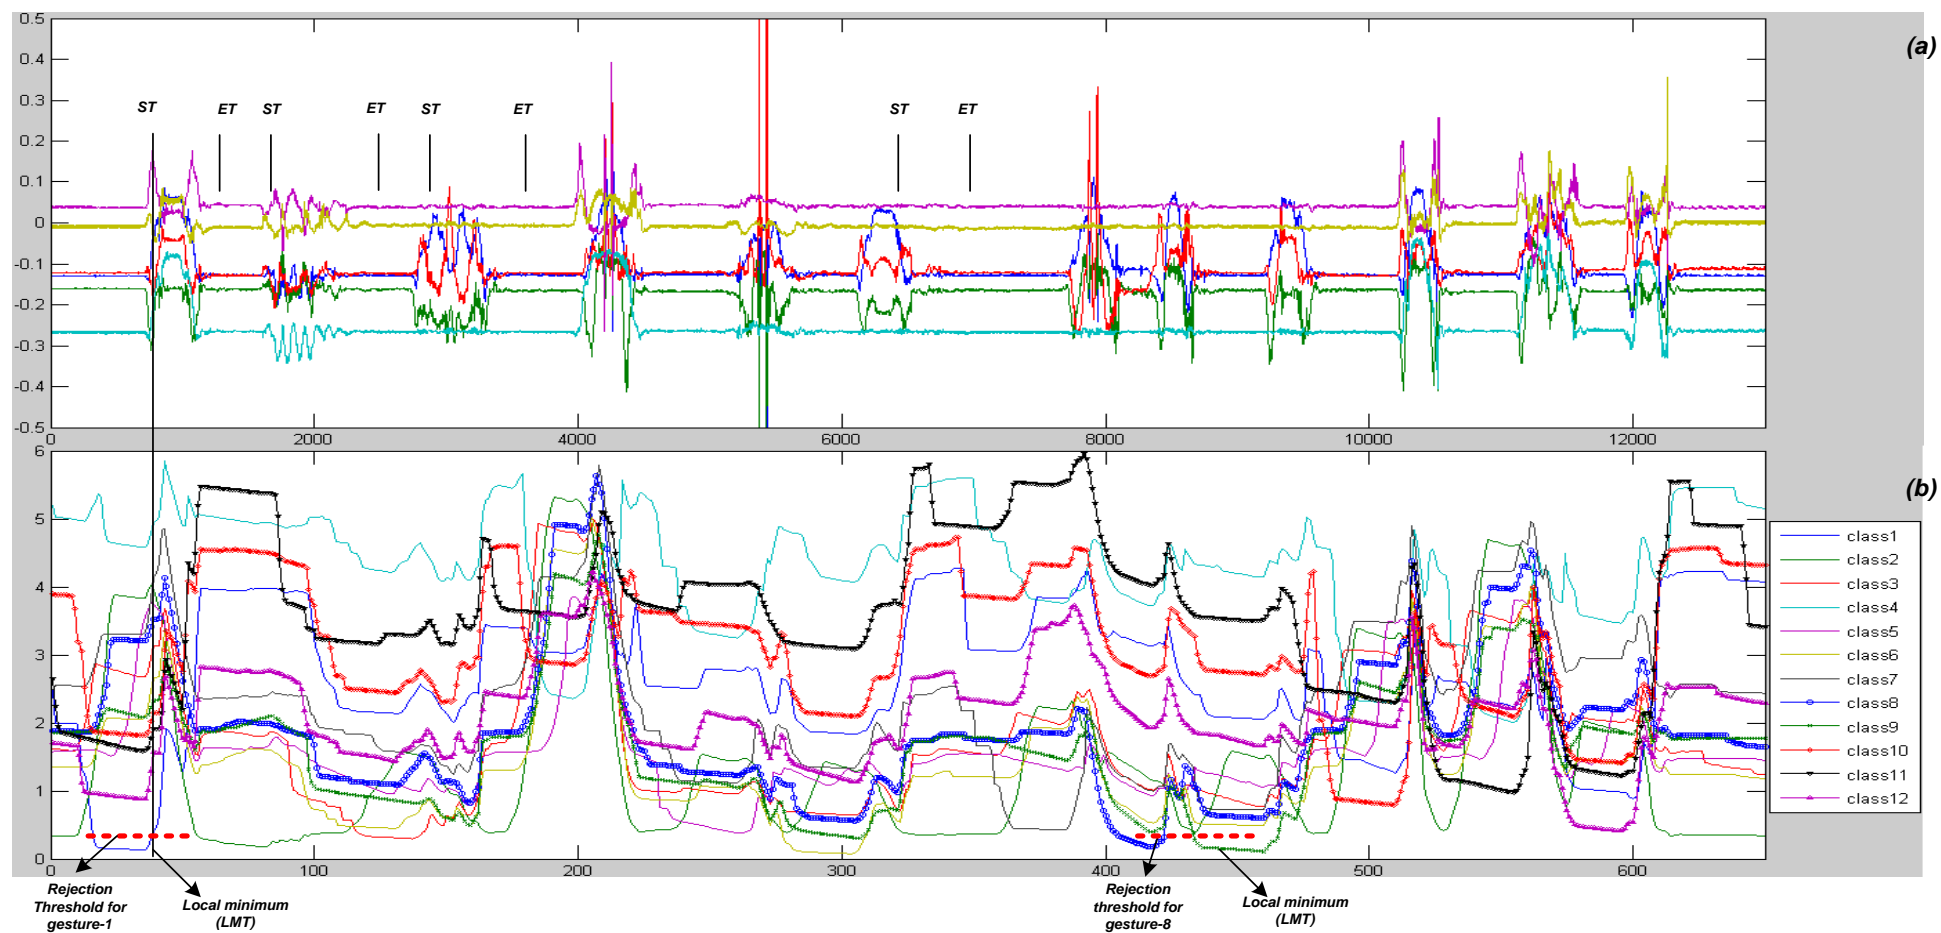 0.5
(a)
0.4
0.3
ST ET ST ET ST ET ST ET
0.2
0.1
0
-0.1
-0.2
-0.3
-0.4
-0.5
0 2000 4000 6000 8000 10000 12000
6
(b)
5
4
3
2
1
0
0 100 200 300 400 500 600
class1
class2
class3
class4
class5
class6
class7
class8
class9
class10
class11
class12
Rejection
Threshold for
gesture-1
Local minimum
(LMT)
Rejection
threshold for
gesture-8
Local minimum
(LMT)